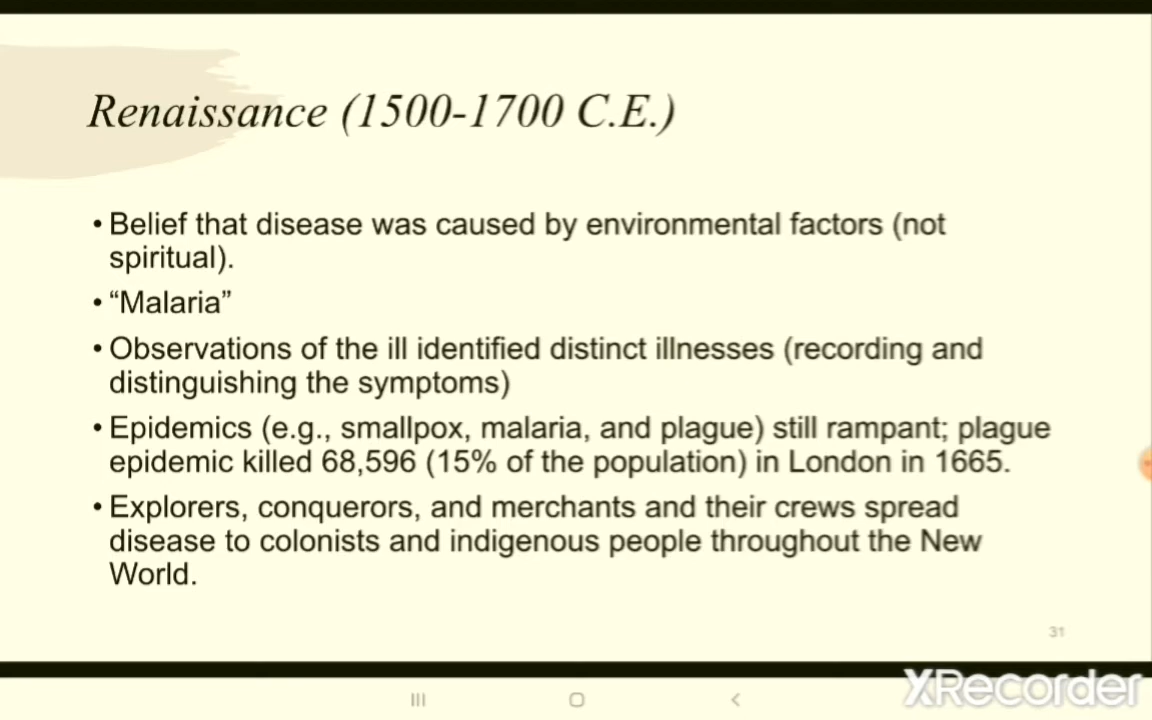 Renaissance (1500-1700 C.E.)
• Belief that disease was caused by environmental factors (not
spiritual).
• “Malaria”
• Observations of the ill identified distinct illnesses (recording and
distinguishing the symptoms)
• Epidemics (e.g., smallpox, malaria, and plague) still rampant; plague
epidemic killed 68,596 (15% of the population) in London in 1665.
• Explorers, conquerors, and merchants and their crews spread
disease to colonists and indigenous people throughout the New
World.
31
XRecorder